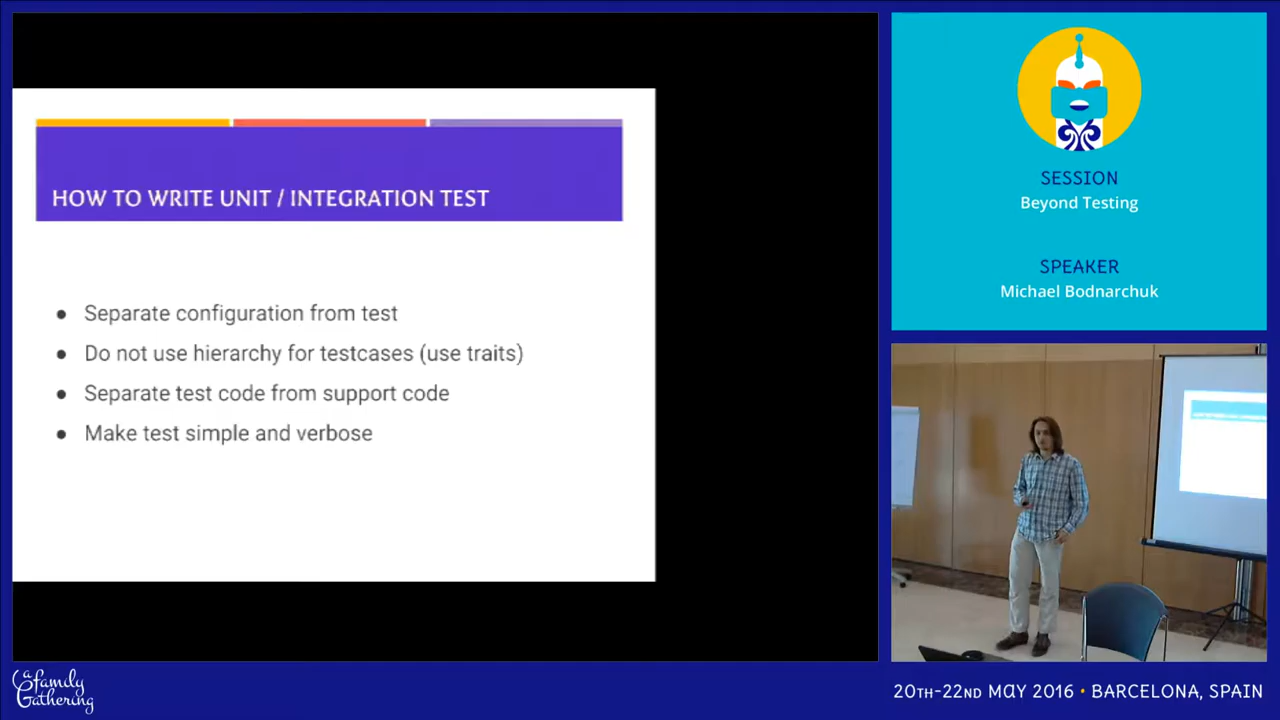 HOW TO WRITE UNIT / INTEGRATION TEST
● Separate configuration from test
● Do not use hierarchy for testcases (use traits)
● Separate test code from support code
● Make test simple and verbose
SESSION
Beyond Testing
SPEAKER
Michael Bodnarchuk
a family
Gathering
20TH-22ND MAY 2016 • BARCELONA, SPAIN